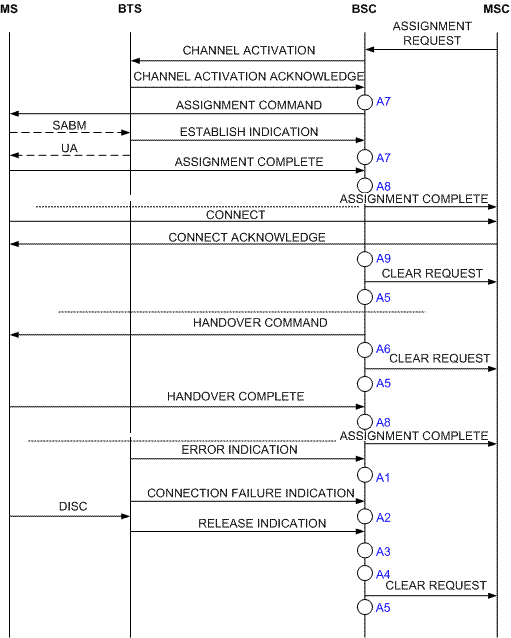 MS BTS BSC MSC
ASSIGNMENT
REQUEST
CHANNEL ACTIVATION
CHANNEL ACTIVATION ACKNOWLEDGE
A7
ASSIGNMENT COMMAND
SABM
ESTABLISH INDICATION
UA
A7
ASSIGNMENT COMPLETE
A8
ASSIGNMENT COMPLETE
CONNECT
CONNECT ACKNOWLEDGE
A9
CLEAR REQUEST
A5
HANDOVER COMMAND
A6
CLEAR REQUEST
A5
HANDOVER COMPLETE
A8
ASSIGNMENT COMPLETE
ERROR INDICATION
A1
CONNECTION FAILURE INDICATION
DISC
A2
RELEASE INDICATION
A3
A4
CLEAR REQUEST
A5